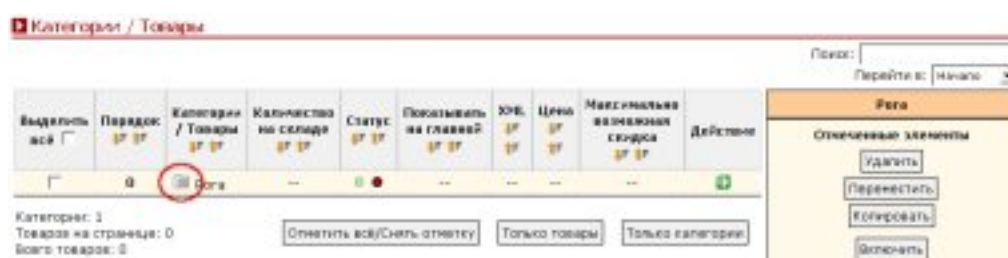 Категории / Товары
Поиск:
Перейти в: Начало
Выделить всё
Порядок
Категории / Товары
Количество на складе
Статус
Показывать на главной?
XML
Цена
Максимально возможная скидка
Действие
0 Рога -- 0 -- -- -- --
Категории: 1
Товаров на странице: 0
Всего товаров: 0
Отметить всё/Снять отметку
Только товары
Только категории
Рога
Отмеченные элементы
Удалить
Переместить
Копировать
Включить